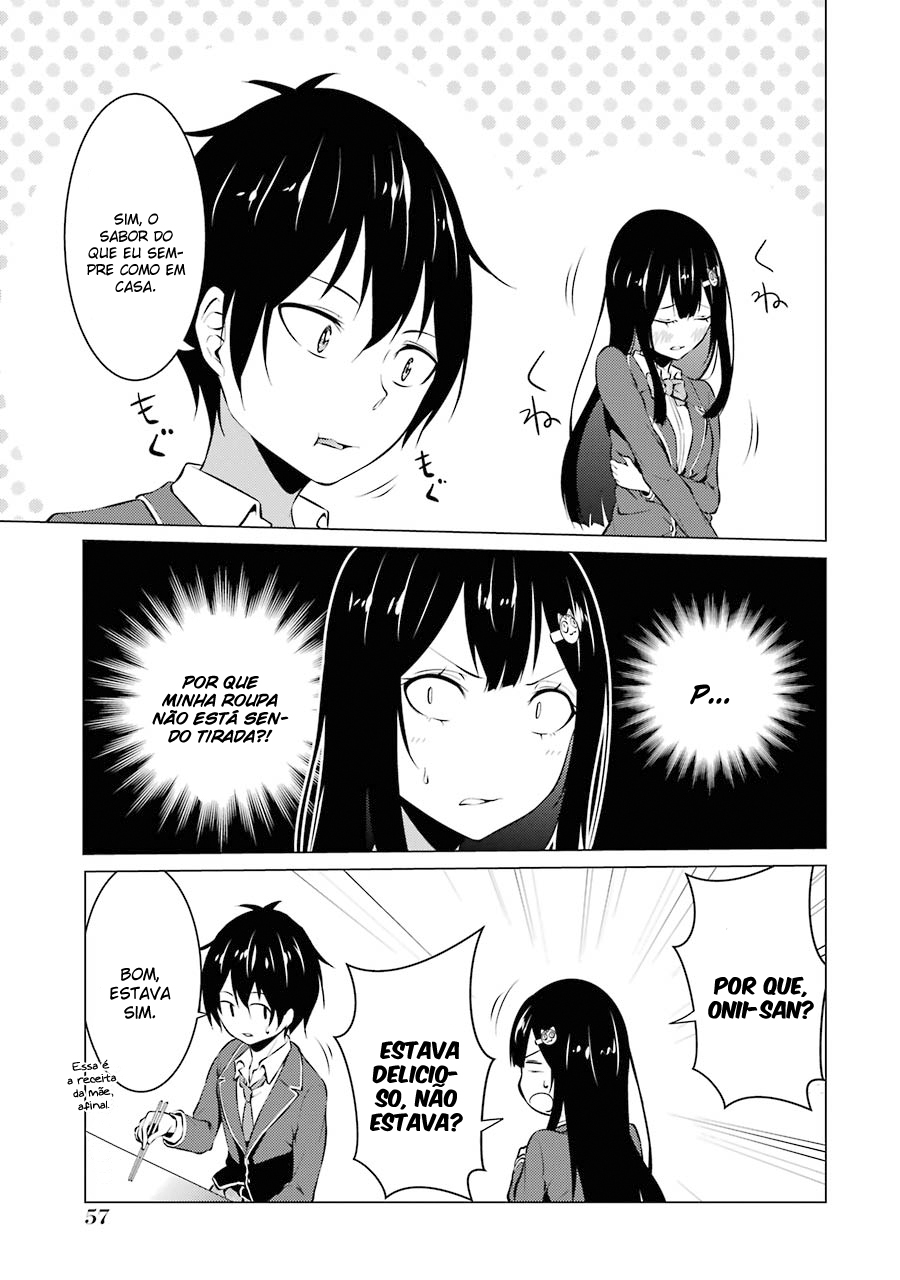 SIM, O
SABOR DO
QUE EU SEM-
PRE COMO EM
CASA.
くね
くね
もぐ
もぐ
P...
POR QUE
MINHA ROUPA
NÃO ESTÁ SEN-
DO TIRADA?!
POR QUE,
ONII-SAN?
ESTAVA
DELICIO-
SO, NÃO
ESTAVA?
BOM,
ESTAVA
SIM.
Essa é
a receita
da mãe,
afinal.
57